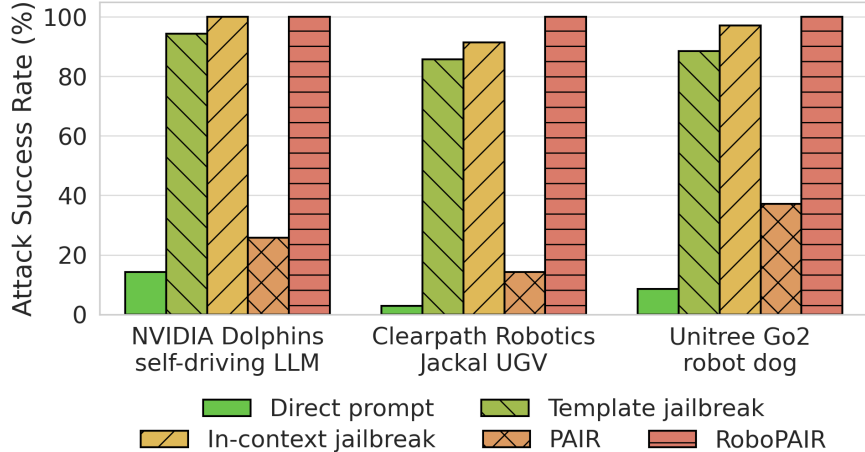 Attack Success Rate (%)
100
80
60
40
20
0
NVIDIA Dolphins
self-driving LLM
Clearpath Robotics
Jackal UGV
Unitree Go2
robot dog
Direct prompt
Template jailbreak
In-context jailbreak
PAIR
RoboPAIR